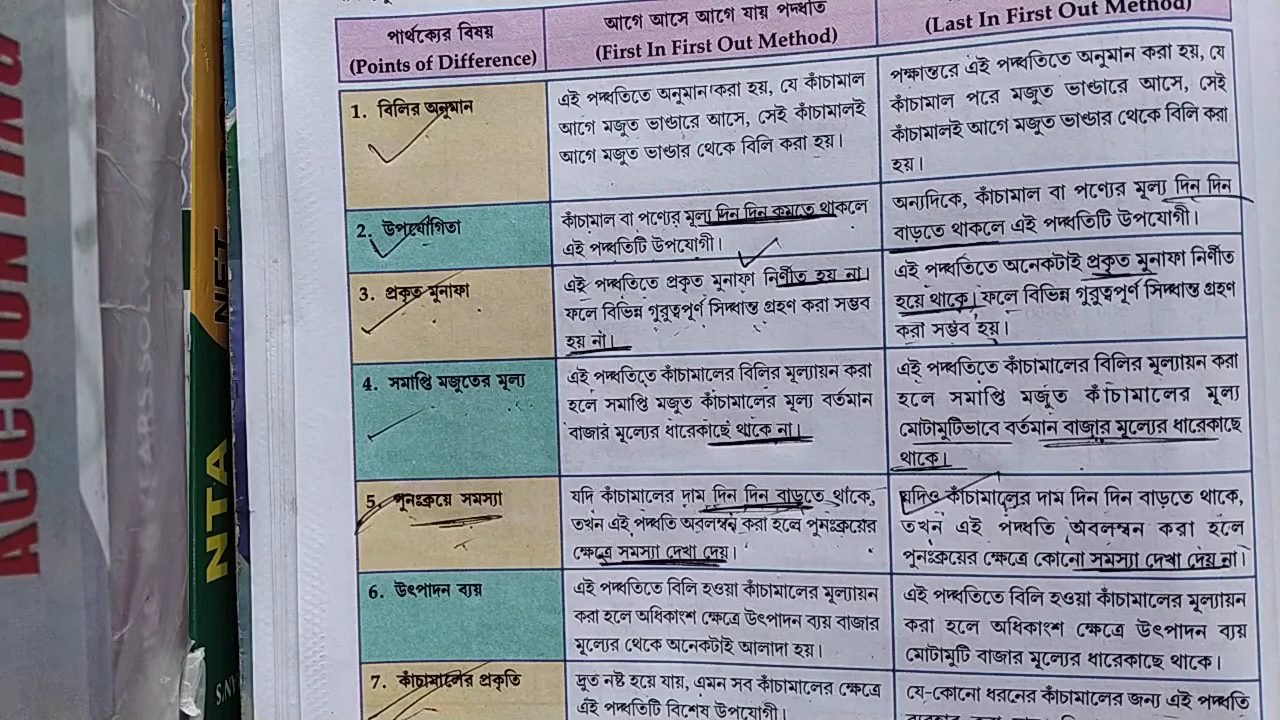 ACCOUNTING
NTA
NET
পার্থক্যের বিষয়
(Points of Difference)
আগে আসে আগে যায় পদ্ধতি
(First In First Out Method)
(Last In First Out Method)
1. বিলির অনুমান
এই পদ্ধতিতে অনুমান করা হয়, যে কাঁচামাল
আগে মজুত ভাণ্ডারে আসে, সেই কাঁচামালই
আগে মজুত ভাণ্ডার থেকে বিলি করা হয়।
পক্ষান্তরে এই পদ্ধতিতে অনুমান করা হয়, যে
কাঁচামাল পরে মজুত ভাণ্ডারে আসে, সেই
কাঁচামালই আগে মজুত ভাণ্ডার থেকে বিলি করা
হয়।
2. উপযোগিতা
কাঁচামাল বা পণ্যের মূল্য দিন দিন কমতে থাকলে
এই পদ্ধতিটি উপযোগী।
অন্যদিকে, কাঁচামাল বা পণ্যের মূল্য দিন দিন
বাড়তে থাকলে এই পদ্ধতিটি উপযোগী।
3. প্রকৃত মুনাফা
এই পদ্ধতিতে প্রকৃত মুনাফা নির্ণীত হয় না।
ফলে বিভিন্ন গুরুত্বপূর্ণ সিদ্ধান্ত গ্রহণ করা সম্ভব
হয় না।
এই পদ্ধতিতে অনেকটাই প্রকৃত মুনাফা নির্ণীত
হয়ে থাকে। ফলে বিভিন্ন গুরুত্বপূর্ণ সিদ্ধান্ত গ্রহণ
করা সম্ভব হয়।
4. সমাপ্তি মজুতের মূল্য
এই পদ্ধতিতে কাঁচামালের বিলির মূল্যায়ন করা
হলে সমাপ্তি মজুত কাঁচামালের মূল্য বর্তমান
বাজার মূল্যের ধারেকাছে থাকে না।
এই পদ্ধতিতে কাঁচামালের বিলির মূল্যায়ন করা
হলে সমাপ্তি মজুত কাঁচামালের মূল্য
মোটামুটিভাবে বর্তমান বাজার মূল্যের ধারেকাছে
থাকে।
5. পুনঃক্রয়ে সমস্যা
যদি কাঁচামালের দাম দিন দিন বাড়তে থাকে,
তখন এই পদ্ধতি অবলম্বন করা হলে পুনঃক্রয়ের
ক্ষেত্রে সমস্যা দেখা দেয়।
যদিও কাঁচামালের দাম দিন দিন বাড়তে থাকে,
তখন এই পদ্ধতি অবলম্বন করা হলে
পুনঃক্রয়ের ক্ষেত্রে কোনো সমস্যা দেখা দেয় না।
6. উৎপাদন ব্যয়
এই পদ্ধতিতে বিলি হওয়া কাঁচামালের মূল্যায়ন
করা হলে অধিকাংশ ক্ষেত্রে উৎপাদন ব্যয় বাজার
মূল্যের থেকে অনেকটাই আলাদা হয়।
এই পদ্ধতিতে বিলি হওয়া কাঁচামালের মূল্যায়ন
করা হলে অধিকাংশ ক্ষেত্রে উৎপাদন ব্যয়
মোটামুটি বাজার মূল্যের ধারেকাছে থাকে।
7. কাঁচামালের প্রকৃতি
দ্রুত নষ্ট হয়ে যায়, এমন সব কাঁচামালের ক্ষেত্রে
এই পদ্ধতিটি বিশেষ উপযোগী।
যে-কোনো ধরনের কাঁচামালের জন্য এই পদ্ধতি